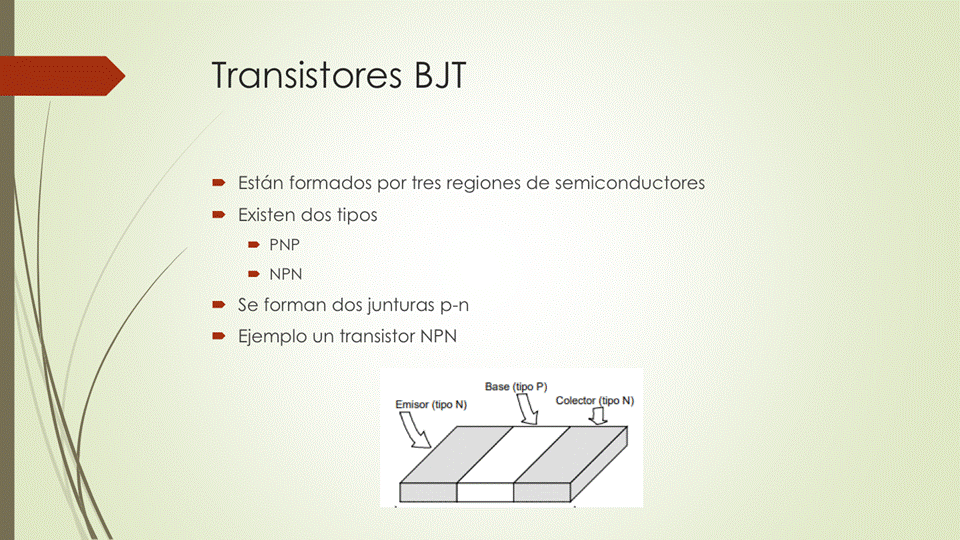 Transistores BJT
Están formados por tres regiones de semiconductores
Existen dos tipos
PNP
NPN
Se forman dos junturas p-n
Ejemplo un transistor NPN
Base (tipo P)
Emisor (tipo N)
Colector (tipo N)